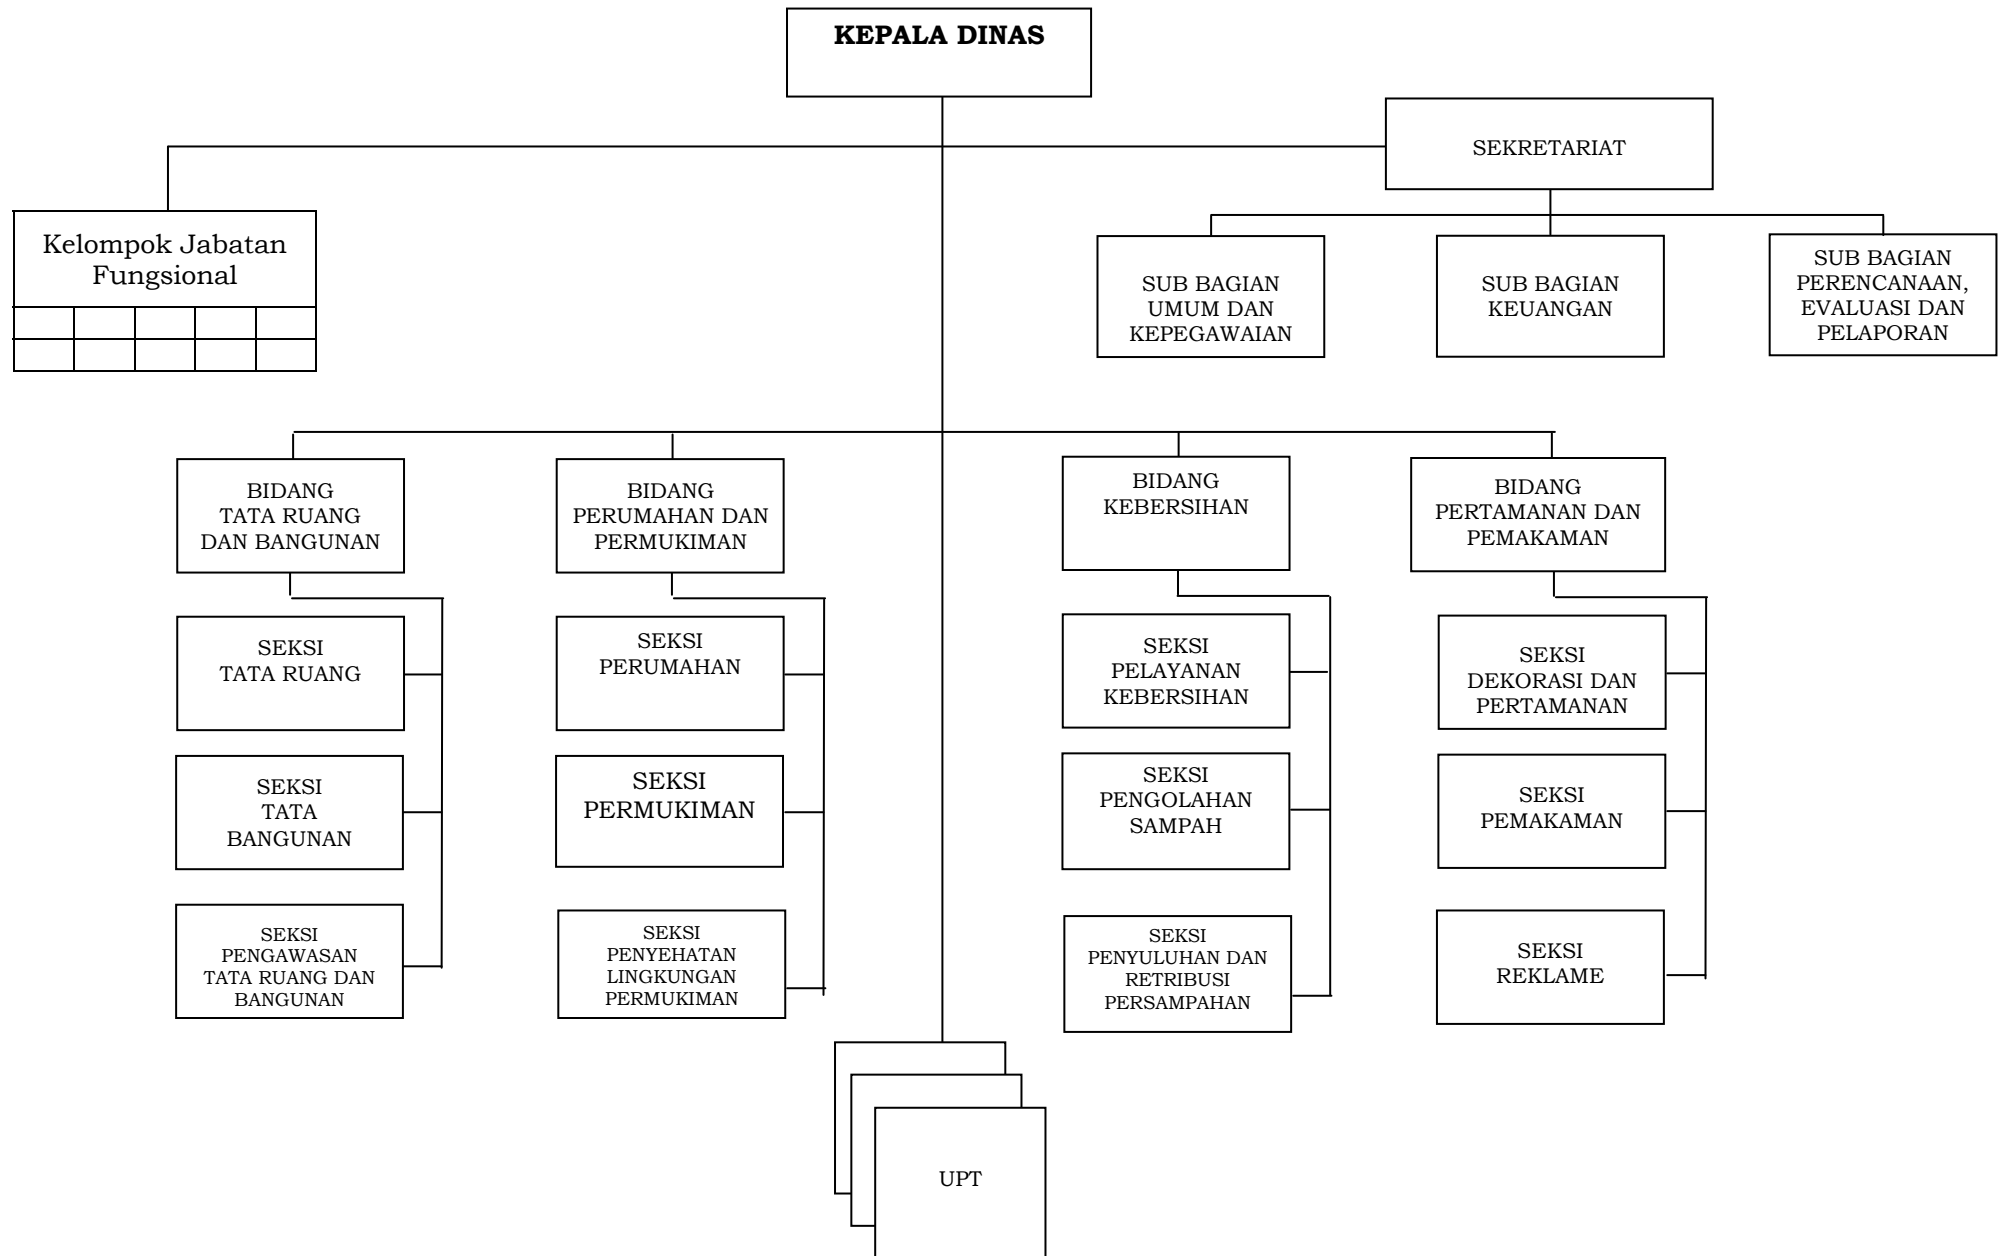 KEPALA DINAS
SEKRETARIAT
Kelompok Jabatan
Fungsional
SUB BAGIAN
UMUM DAN
KEPEGAWAIAN
SUB BAGIAN
KEUANGAN
SUB BAGIAN
PERENCANAAN,
EVALUASI DAN
PELAPORAN
BIDANG
TATA RUANG
DAN BANGUNAN
BIDANG
PERUMAHAN DAN
PERMUKIMAN
BIDANG
KEBERSIHAN
BIDANG
PERTAMANAN DAN
PEMAKAMAN
SEKSI
TATA RUANG
SEKSI
PERUMAHAN
SEKSI
PELAYANAN
KEBERSIHAN
SEKSI
DEKORASI DAN
PERTAMANAN
SEKSI
TATA
BANGUNAN
SEKSI
PERMUKIMAN
SEKSI
PENGOLAHAN
SAMPAH
SEKSI
PEMAKAMAN
SEKSI
PENGAWASAN
TATA RUANG DAN
BANGUNAN
SEKSI
PENYEHATAN
LINGKUNGAN
PERMUKIMAN
SEKSI
PENYULUHAN DAN
RETRIBUSI
PERSAMPAHAN
SEKSI
REKLAME
UPT